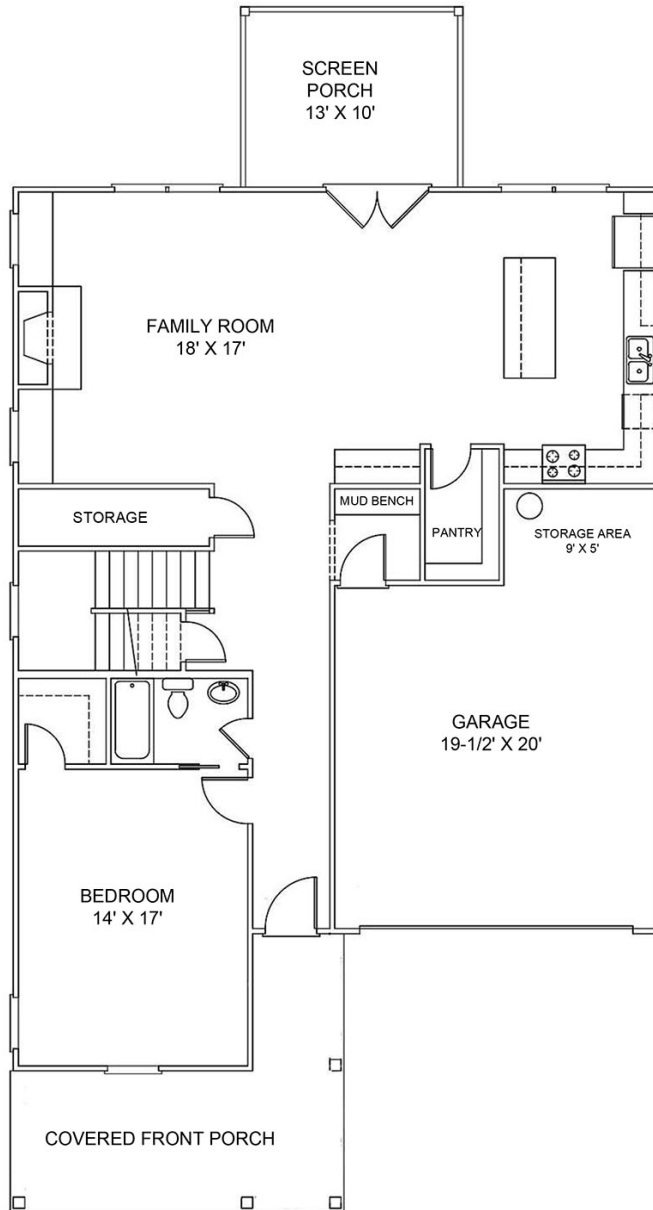 SCREEN
PORCH
13' X 10'
FAMILY ROOM
18' X 17'
MUD BENCH
STORAGE
PANTRY
STORAGE AREA
9' X 5'
GARAGE
19-1/2' X 20'
BEDROOM
14' X 17'
COVERED FRONT PORCH